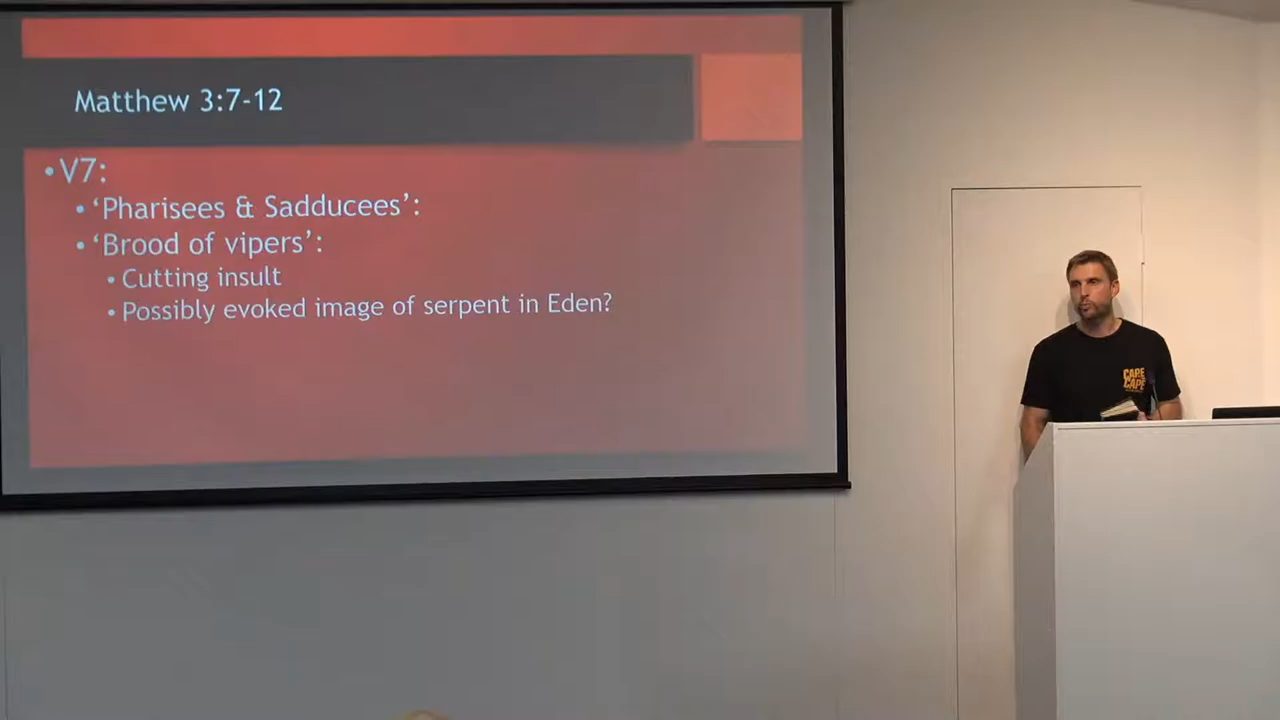 Matthew 3:7-12
• V7:
• ‘Pharisees & Sadducees’:
• ‘Brood of vipers’:
• Cutting insult
• Possibly evoked image of serpent in Eden?
CAPE
CAPE